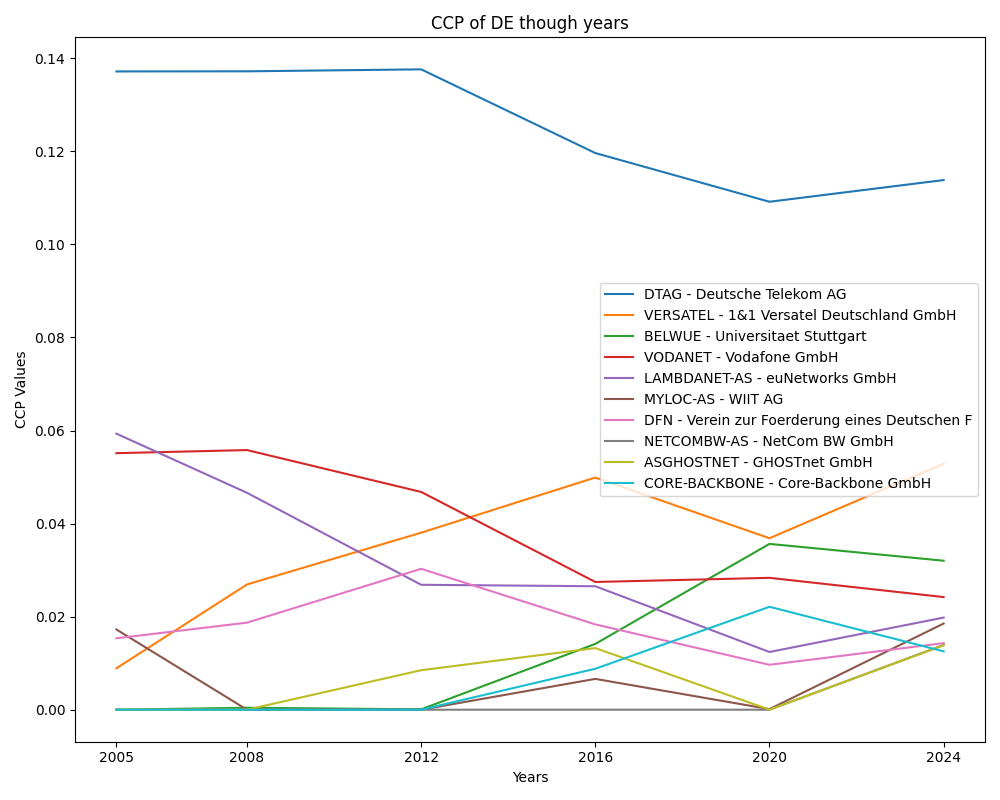 CCP of DE though years
CCP Values
0.14
0.12
0.10
0.08
0.06
0.04
0.02
0.00
DTAG - Deutsche Telekom AG
VERSATEL - 1&1 Versatel Deutschland GmbH
BELWUE - Universitaet Stuttgart
VODANET - Vodafone GmbH
LAMBDANET-AS - euNetworks GmbH
MYLOC-AS - WIIT AG
DFN - Verein zur Foerderung eines Deutschen F
NETCOMBW-AS - NetCom BW GmbH
ASGHOSTNET - GHOSTnet GmbH
CORE-BACKBONE - Core-Backbone GmbH
2005 2008 2012 2016 2020 2024
Years